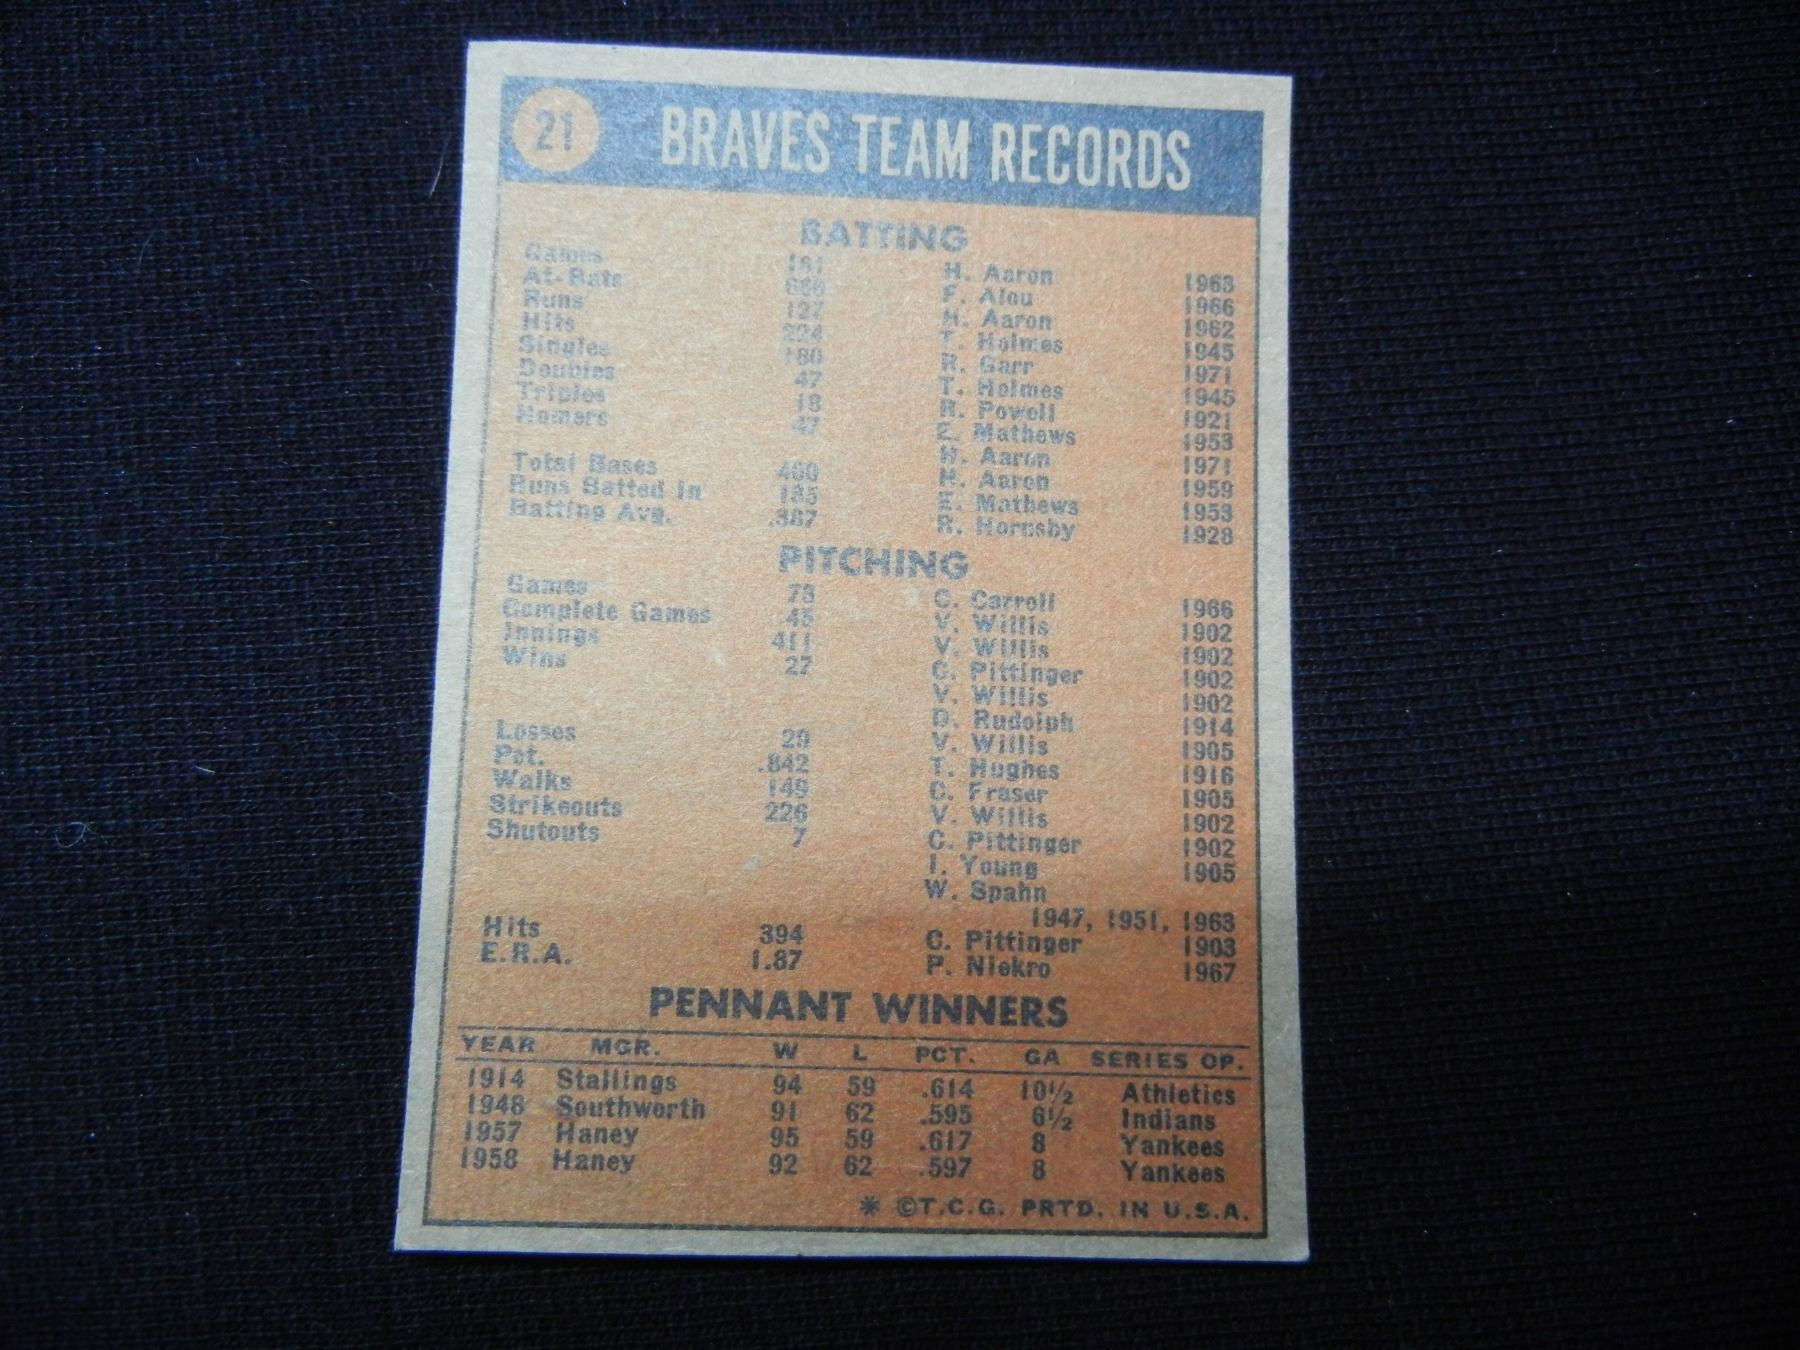 21 BRAVES TEAM RECORDS
BATTING
Games 161 H. Aaron 1963
At-Bats 666 F. Alou 1966
Runs 127 H. Aaron 1962
Hits 224 T. Holmes 1945
Singles 180 R. Garr 1971
Doubles 47 T. Holmes 1945
Triples 18 R. Powell 1921
Homers 47 E. Mathews 1953
H. Aaron 1971
Total Bases 400 H. Aaron 1959
Runs Batted In 135 E. Mathews 1953
Batting Avg. .387 R. Hornsby 1928
PITCHING
Games 73 C. Carroll 1966
Complete Games 45 V. Willis 1902
Innings 411 V. Willis 1902
Wins 27 C. Pittinger 1902
V. Willis 1902
D. Rudolph 1914
Losses 29 V. Willis 1905
Pct. .842 T. Hughes 1916
Walks 149 C. Fraser 1905
Strikeouts 226 V. Willis 1902
Shutouts 7 C. Pittinger 1902
I. Young 1905
W. Spahn
1947, 1951, 1963
Hits 394 C. Pittinger 1903
E.R.A. 1.87 P. Niekro 1967
PENNANT WINNERS
YEAR MGR. W L PCT. GA SERIES OP.
1914 Stallings 94 59 .614 10½ Athletics
1948 Southworth 91 62 .595 6½ Indians
1957 Haney 95 59 .617 8 Yankees
1958 Haney 92 62 .597 8 Yankees
* ©T.C.G. PRTD. IN U.S.A.